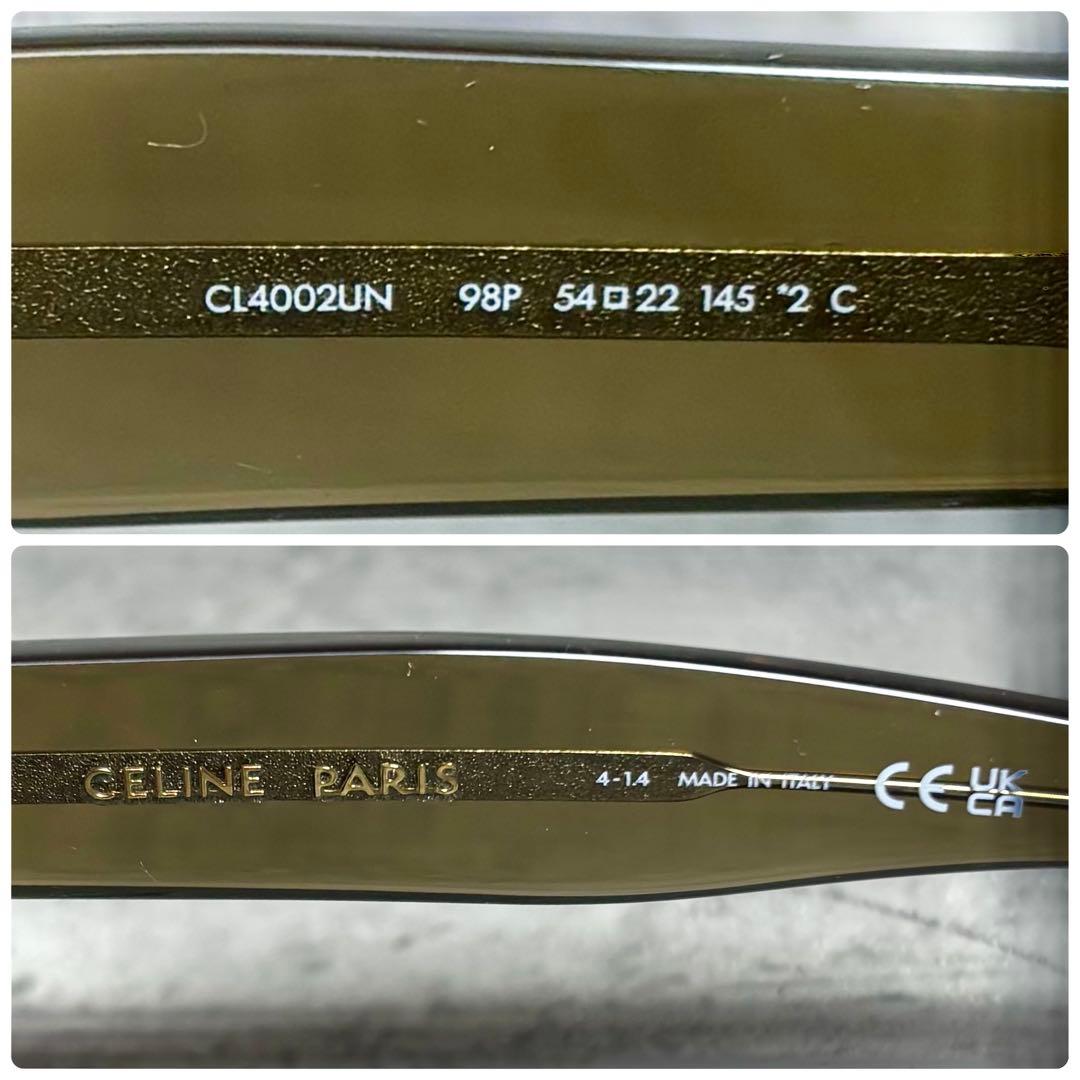 CL4002UN 98P 54□22 145 *2 C
CELINE PARIS 4-1.4 MADE IN ITALY CE UK
CA